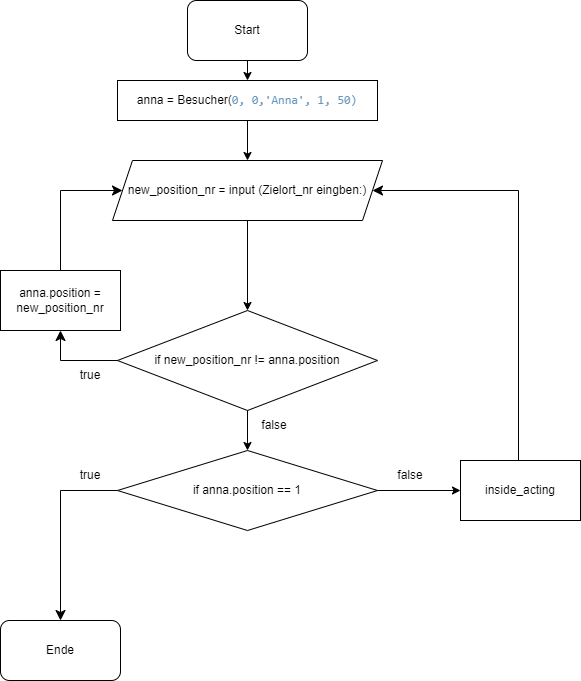 Start
anna = Besucher(0, 0,'Anna', 1, 50)
new_position_nr = input (Zielort_nr eingben:)
anna.position =
new_position_nr
if new_position_nr != anna.position
true
false
true
if anna.position == 1
false
inside_acting
Ende